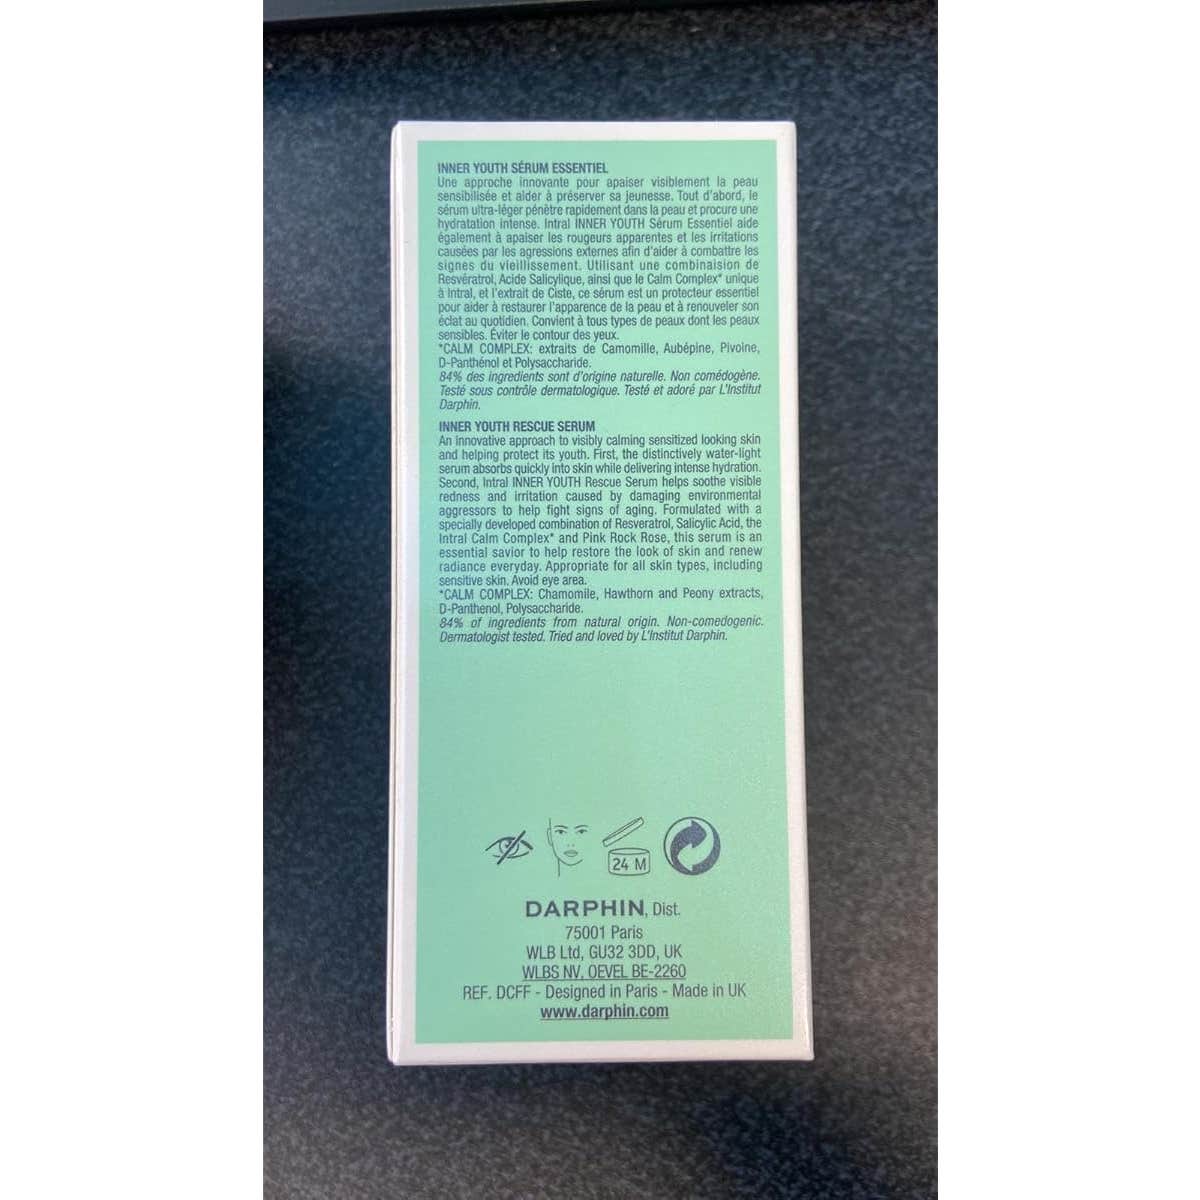 INNER YOUTH SÉRUM ESSENTIEL
Une approche innovante pour apaiser visiblement la peau
sensibilisée et aider à préserver sa jeunesse. Tout d'abord, le
sérum ultra-léger pénètre rapidement dans la peau et procure une
hydratation intense. Intral INNER YOUTH Sérum Essentiel aide
également à apaiser les rougeurs apparentes et les irritations
causées par les agressions externes afin d'aider à combattre les
signes du vieillissement. Utilisant une combinaision de
Resvératrol, Acide Salicylique, ainsi que le Calm Complex* unique
à Intral, et l'extrait de Ciste, ce sérum est un protecteur essentiel
pour aider à restaurer l'apparence de la peau et à renouveler son
éclat au quotidien. Convient à tous types de peaux dont les peaux
sensibles. Éviter le contour des yeux.
*CALM COMPLEX: extraits de Camomille, Aubépine, Pivoine,
D-Panthénol et Polysaccharide.
84% des ingredients sont d'origine naturelle. Non comédogène.
Testé sous contrôle dermatologique. Testé et adoré par L'Institut
Darphin.
INNER YOUTH RESCUE SERUM
An innovative approach to visibly calming sensitized looking skin
and helping protect its youth. First, the distinctively water-light
serum absorbs quickly into skin while delivering intense hydration.
Second, Intral INNER YOUTH Rescue Serum helps soothe visible
redness and irritation caused by damaging environmental
aggressors to help fight signs of aging. Formulated with a
specially developed combination of Resveratrol, Salicylic Acid, the
Intral Calm Complex* and Pink Rock Rose, this serum is an
essential savior to help restore the look of skin and renew
radiance everyday. Appropriate for all skin types, including
sensitive skin. Avoid eye area.
*CALM COMPLEX: Chamomile, Hawthorn and Peony extracts,
D-Panthenol, Polysaccharide.
84% of ingredients from natural origin. Non-comedogenic.
Dermatologist tested. Tried and loved by L'Institut Darphin.
24 M
DARPHIN, Dist.
75001 Paris
WLB Ltd, GU32 3DD, UK
WLBS NV, OEVEL BE-2260
REF. DCFF - Designed in Paris - Made in UK
www.darphin.com